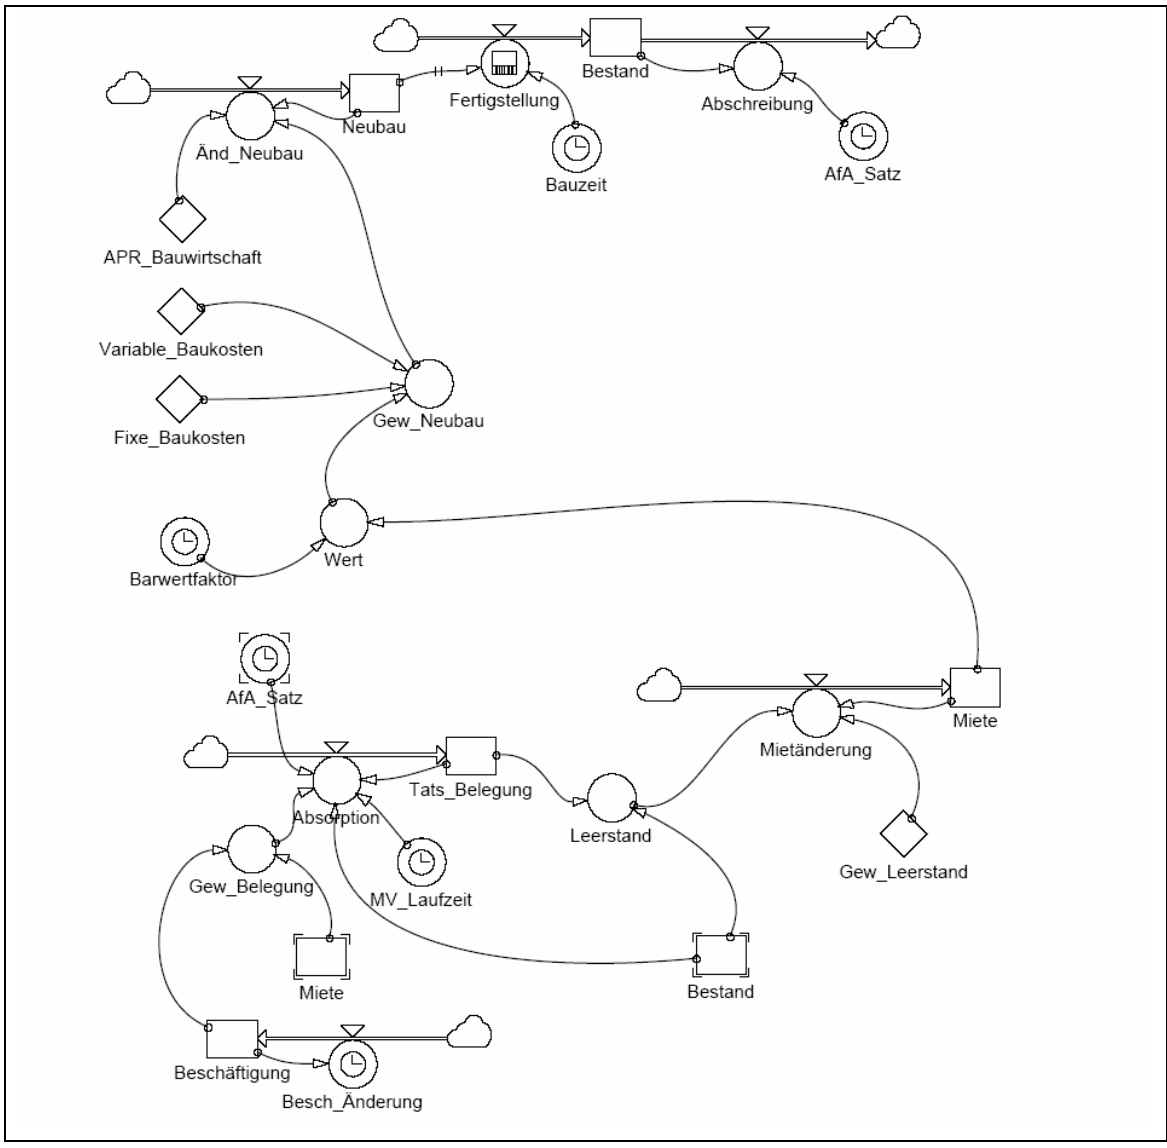 Bestand
Fertigstellung
Abschreibung
Neubau
Änd_Neubau
Bauzeit
AfA_Satz
APR_Bauwirtschaft
Variable_Baukosten
Gew_Neubau
Fixe_Baukosten
Wert
Barwertfaktor
AfA_Satz
Miete
Mietänderung
Tats_Belegung
Absorption
Leerstand
Gew_Leerstand
Gew_Belegung
MV_Laufzeit
Miete
Bestand
Beschäftigung
Besch_Änderung